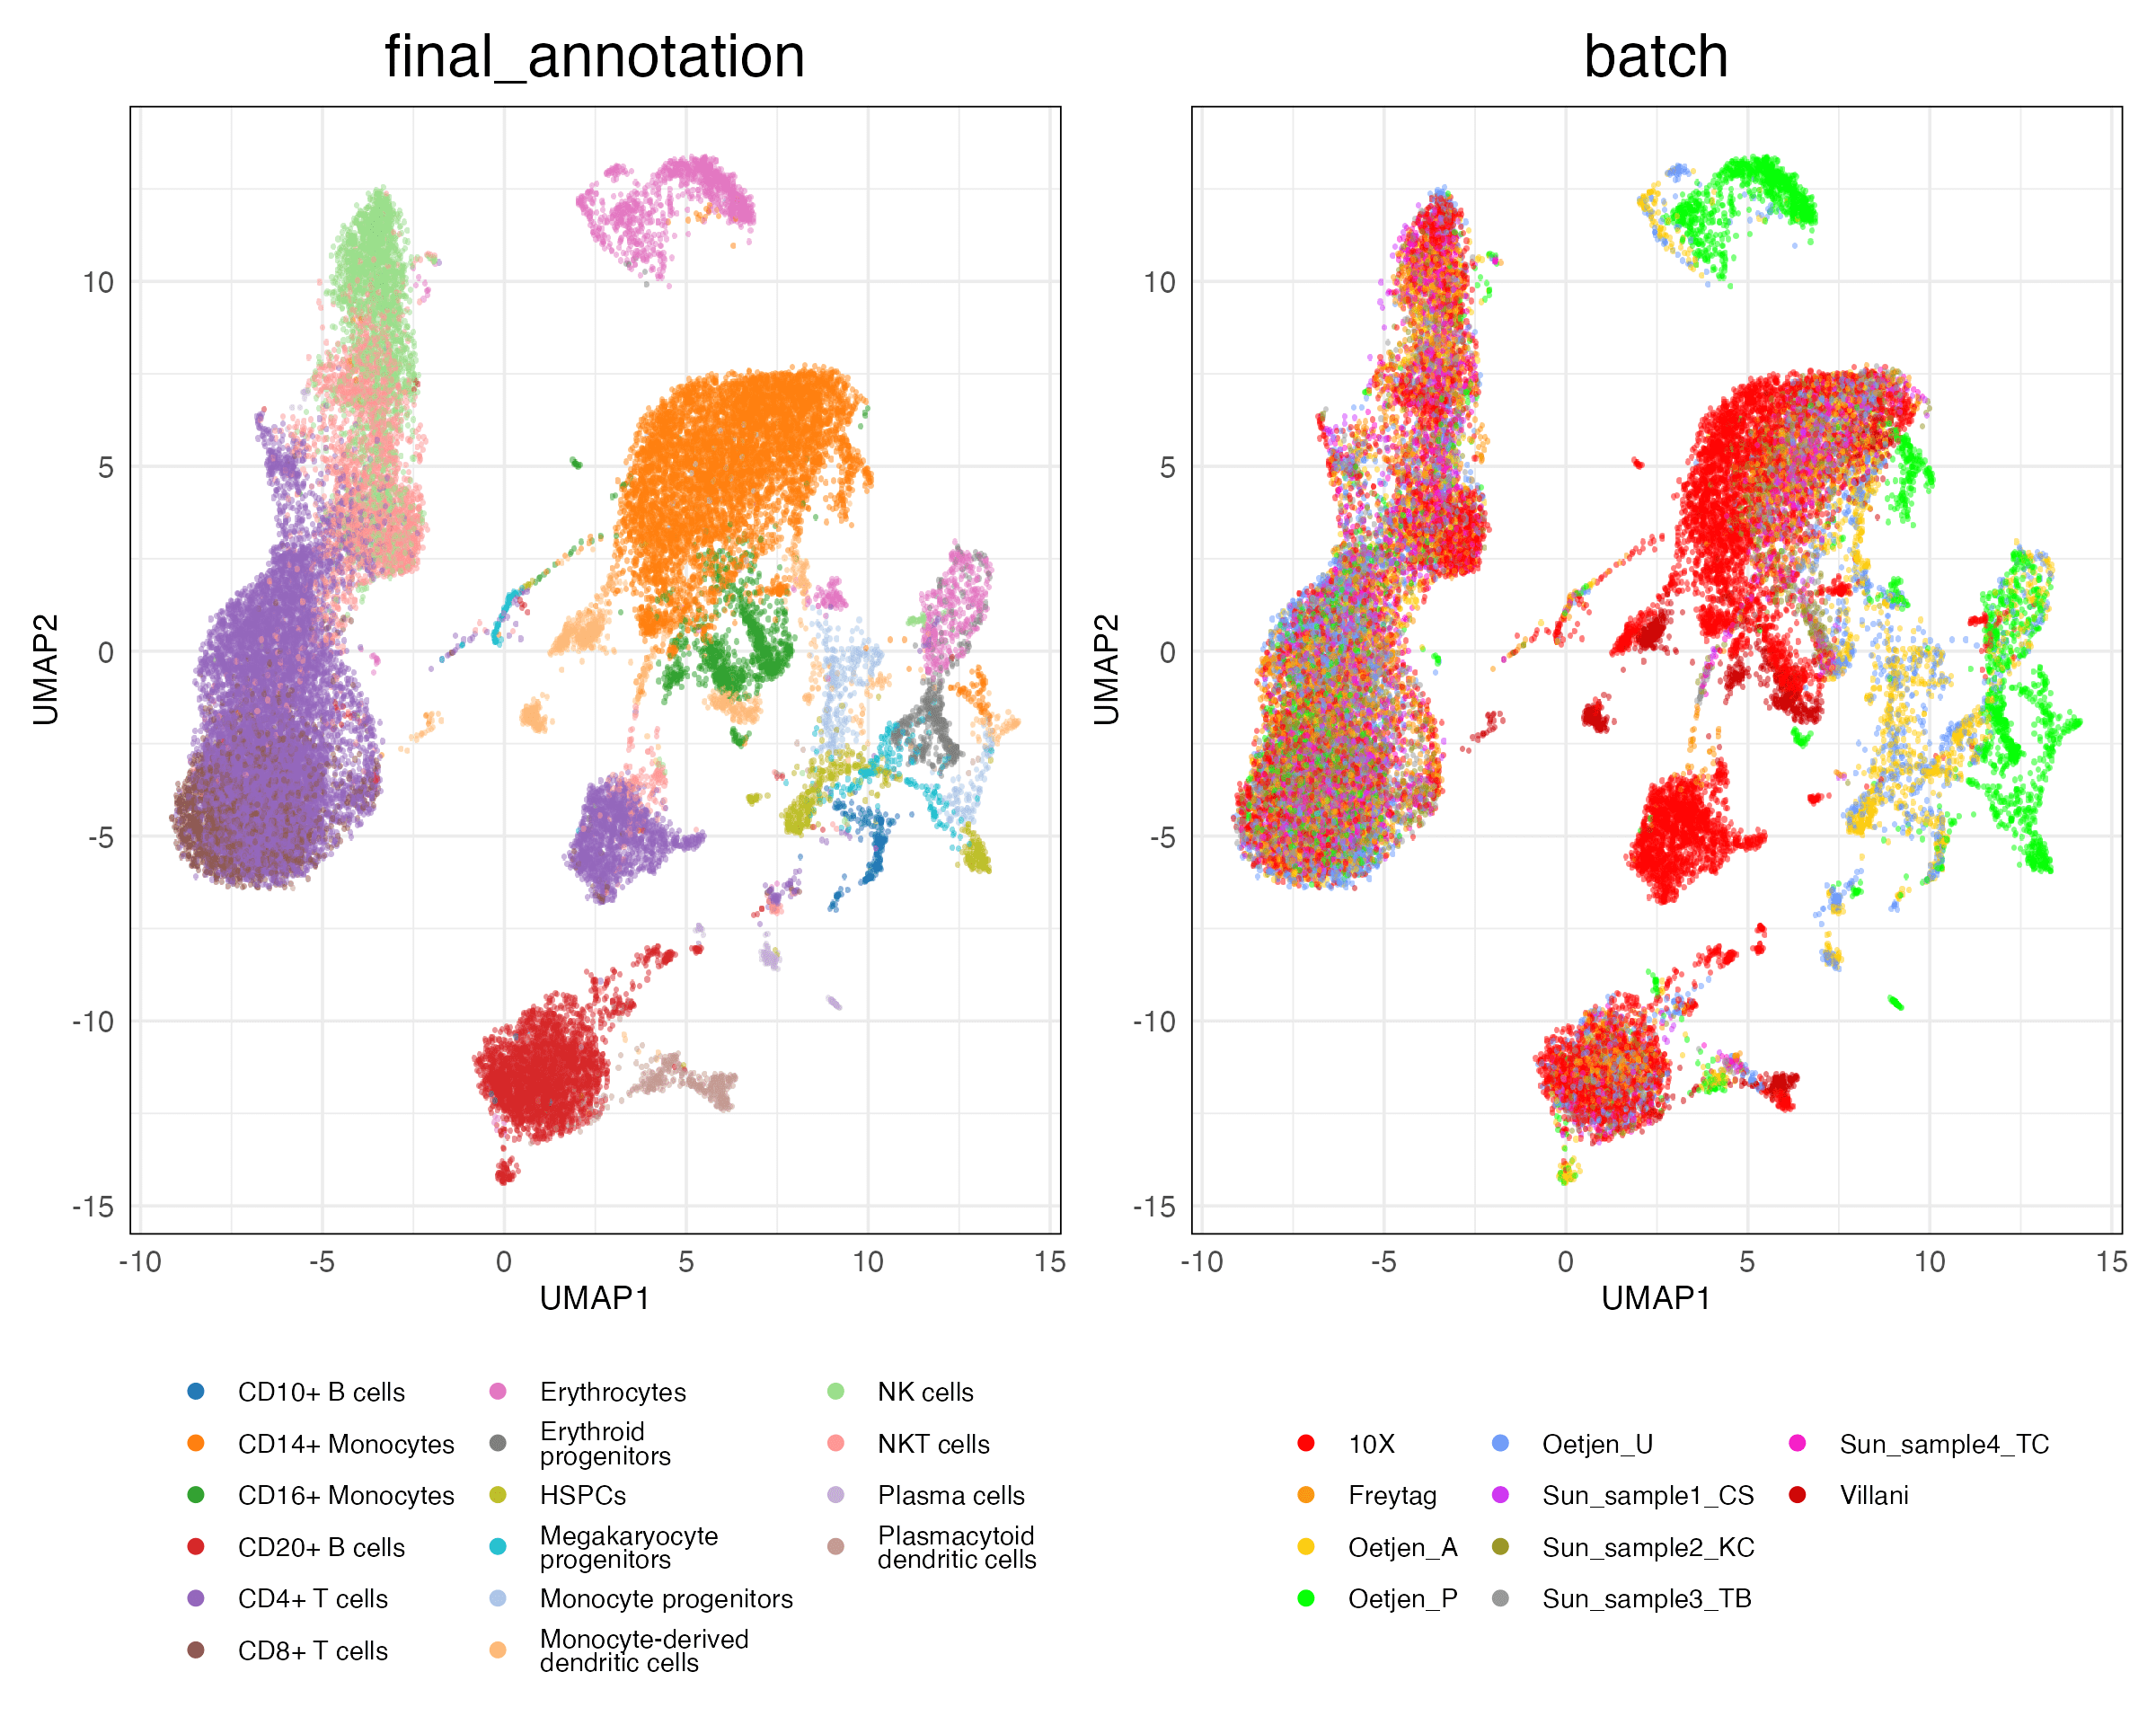 final_annotation
batch
10
5
0
-5
-10
-15
UMAP2
-10
-5
0
5
10
15
UMAP1
10
5
0
-5
-10
-15
UMAP2
-10
-5
0
5
10
15
UMAP1
CD10+ B cells
CD14+ Monocytes
CD16+ Monocytes
CD20+ B cells
CD4+ T cells
CD8+ T cells
Erythrocytes
Erythroid
progenitors
HSPCs
Megakaryocyte
progenitors
Monocyte progenitors
Monocyte-derived
dendritic cells
NK cells
NKT cells
Plasma cells
Plasmacytoid
dendritic cells
10X
Freytag
Oetjen_A
Oetjen_P
Oetjen_U
Sun_sample1_CS
Sun_sample2_KC
Sun_sample3_TB
Sun_sample4_TC
Villani